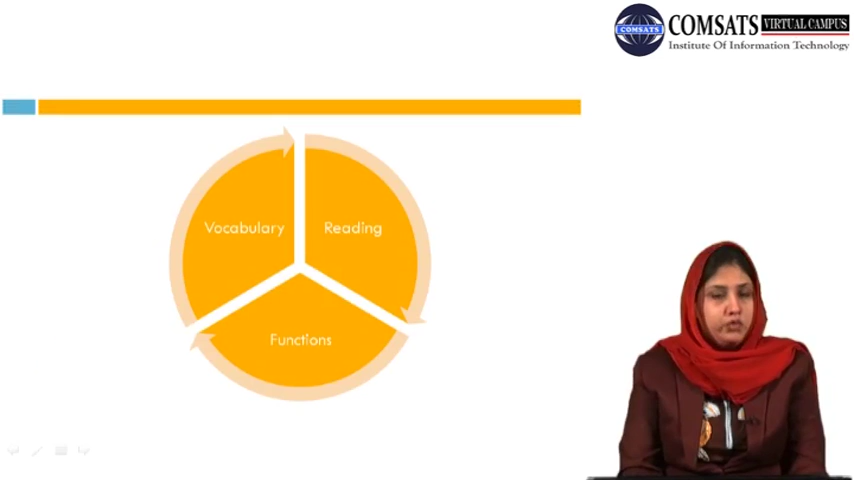 COMSATS VIRTUAL CAMPUS
COMSATS
Institute Of Information Technology
Vocabulary
Reading
Functions